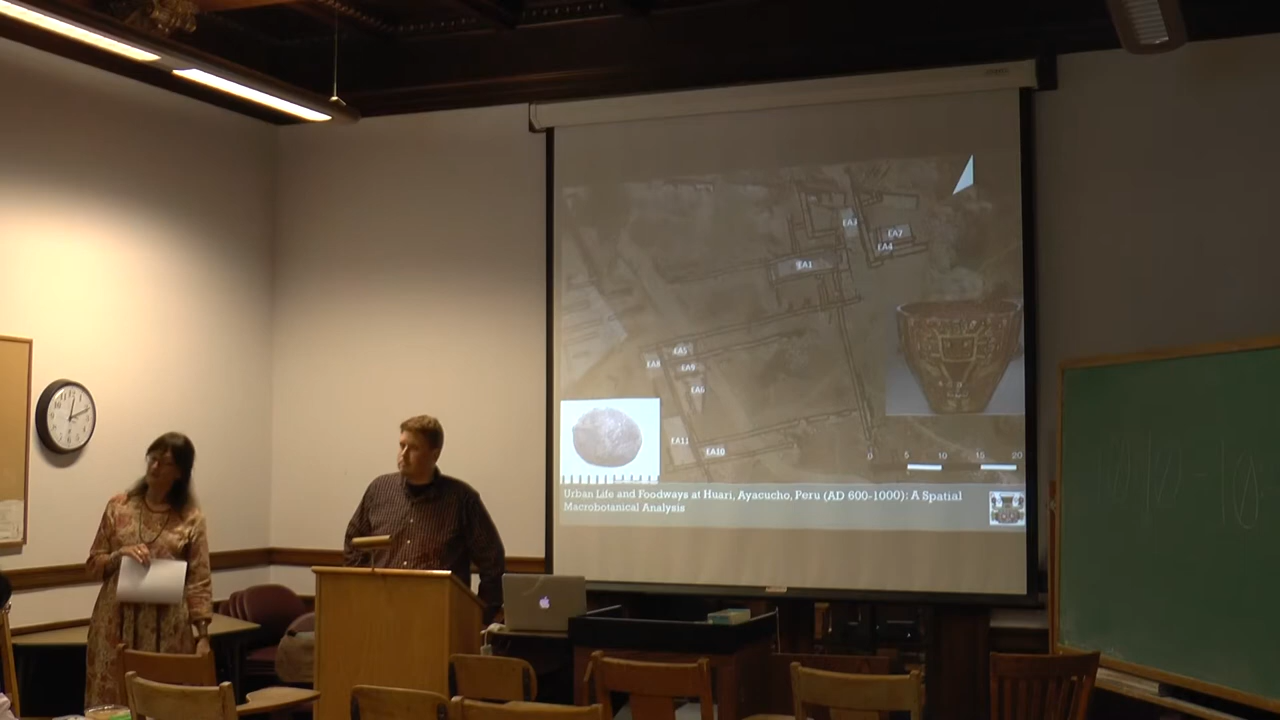 EA3
EA7
EA4
EA1
EA5
EA8
EA9
EA6
EA11
EA10
0 5 10 15 20
Urban Life and Foodways at Huari, Ayacucho, Peru (AD 600-1000): A Spatial
Macrobotanical Analysis